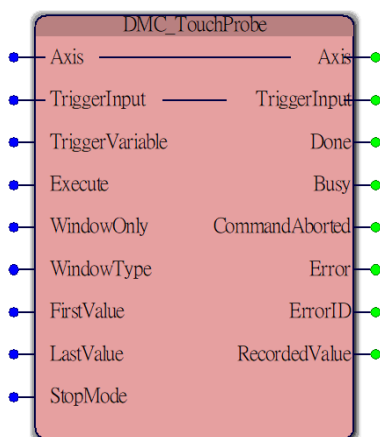 DMC_TouchProbe
Axis Axis
TriggerInput TriggerInput
TriggerVariable Done
Execute Busy
WindowOnly CommandAborted
WindowType Error
FirstValue ErrorID
LastValue RecordedValue
StopMode